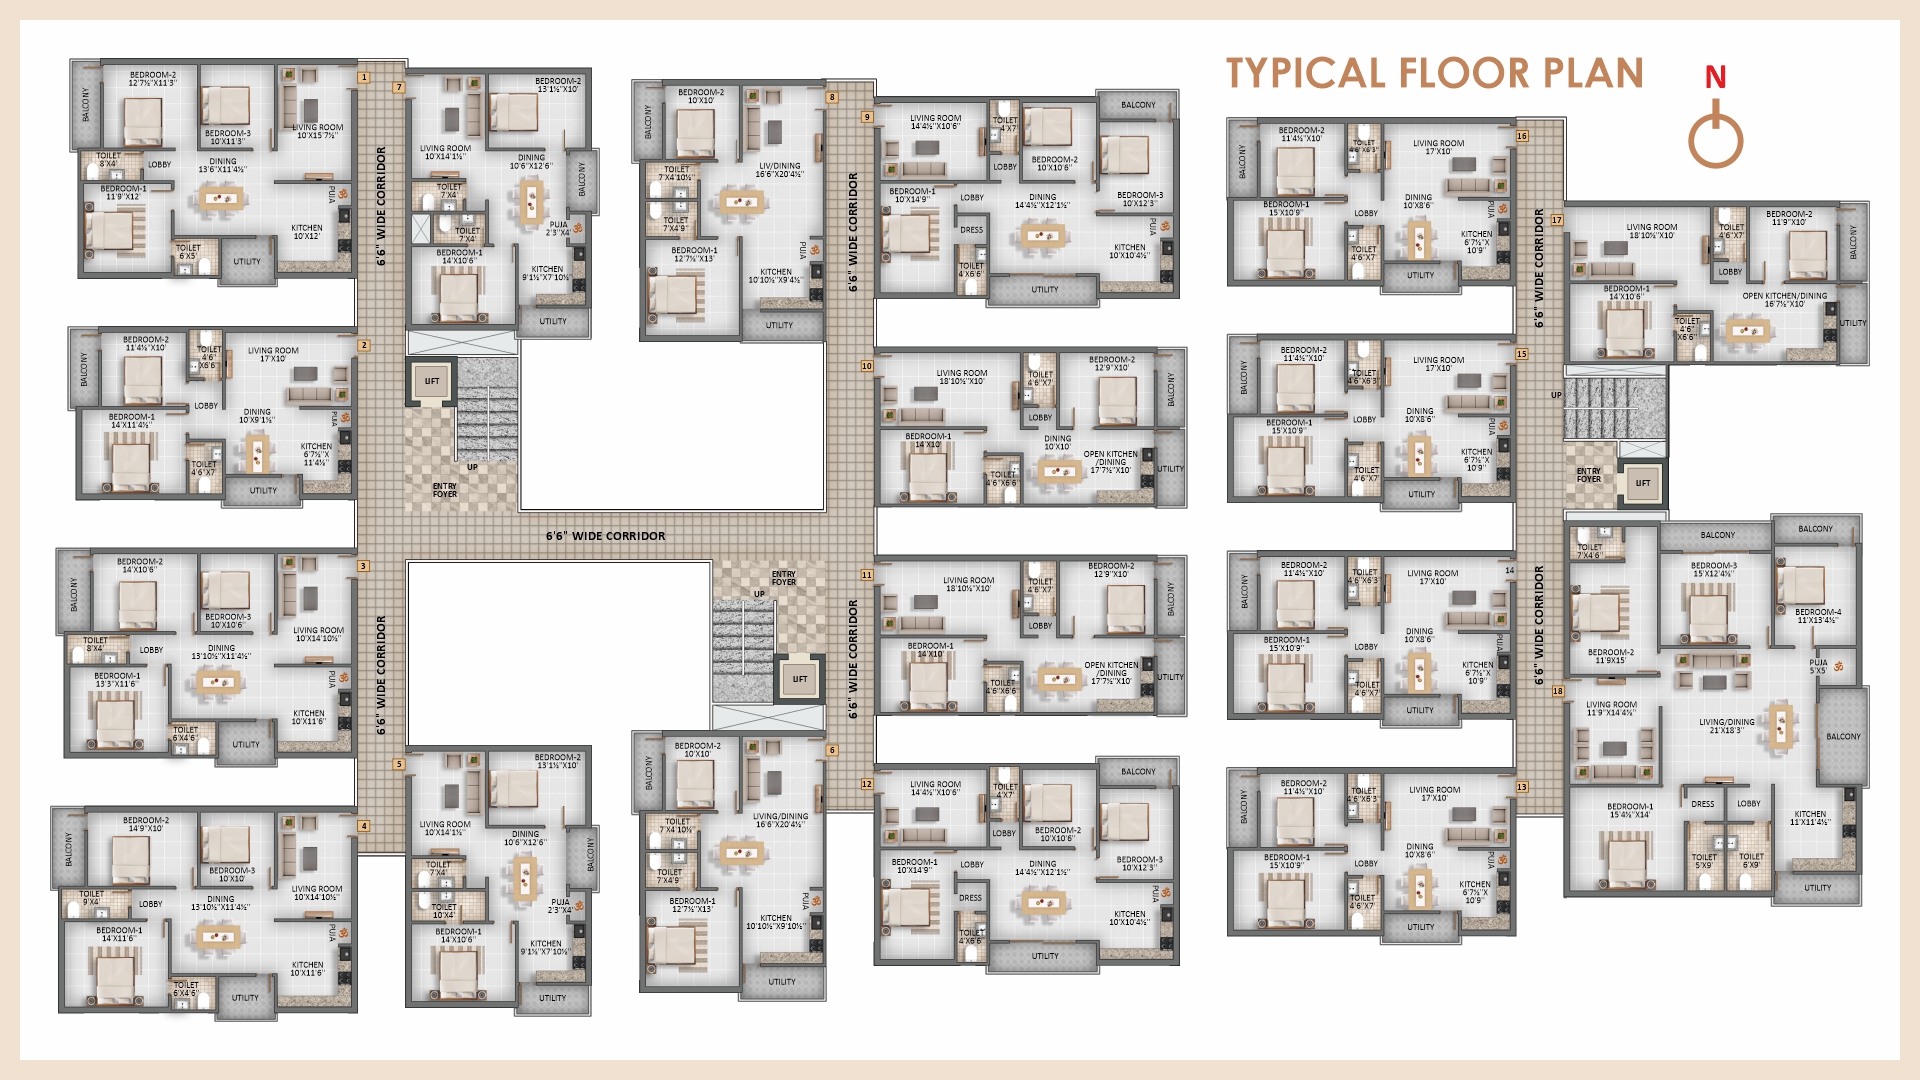 TYPICAL FLOOR PLAN
N
1
BALCONY
BEDROOM-2
12'7½"X11'3"
BEDROOM-3
10'X11'3"
LIVING ROOM
10'X15'7½"
TOILET
8'X4'
LOBBY
DINING
13'6"X11'4½"
BEDROOM-1
11'9"X12'
PUJA
KITCHEN
10'X12'
TOILET
6'X5'
UTILITY
7
LIVING ROOM
10'X14'1½"
BEDROOM-2
13'1½"X10'
DINING
10'6"X12'6"
BALCONY
TOILET
7'X4'
TOILET
7'X4'
PUJA
2'3"X4'
BEDROOM-1
14'X10'6"
KITCHEN
9'1½"X7'10½"
UTILITY
6'6" WIDE CORRIDOR
2
BALCONY
BEDROOM-2
11'4½"X10'
TOILET
4'6"
X6'6"
LIVING ROOM
17'X10'
LOBBY
BEDROOM-1
14'X11'4½"
DINING
10'X9'1½"
PUJA
KITCHEN
6'7½"X
11'4½"
TOILET
4'6"X7'
UTILITY
LIFT
UP
ENTRY
FOYER
6'6" WIDE CORRIDOR
3
BALCONY
BEDROOM-2
14'X10'6"
BEDROOM-3
10'X10'6"
LIVING ROOM
10'X14'10½"
TOILET
8'X4'
LOBBY
DINING
13'10½"X11'4½"
BEDROOM-1
13'3"X11'6"
PUJA
KITCHEN
10'X11'6"
TOILET
6'X4'6"
UTILITY
6'6" WIDE CORRIDOR
4
BALCONY
BEDROOM-2
14'9"X10'
BEDROOM-3
10'X10'
LIVING ROOM
10'X14'10½"
TOILET
9'X4'
LOBBY
DINING
13'10½"X11'4½"
BEDROOM-1
14'X11'6"
PUJA
KITCHEN
10'X11'6"
TOILET
6'X4'6"
UTILITY
5
LIVING ROOM
10'X14'1½"
BEDROOM-2
13'1½"X10'
DINING
10'6"X12'6"
BALCONY
TOILET
7'X4'
TOILET
10'X4'
PUJA
2'3"X4'
BEDROOM-1
14'X10'6"
KITCHEN
9'1½"X7'10½"
UTILITY
8
BALCONY
BEDROOM-2
10'X10'
LIV/DINING
16'6"X20'4½"
TOILET
7'X4'10½"
TOILET
7'X4'9"
BEDROOM-1
12'7½"X13'
PUJA
KITCHEN
10'10½"X9'4½"
UTILITY
6'6" WIDE CORRIDOR
9
LIVING ROOM
14'4½"X10'6"
TOILET
4'X7'
LOBBY
BEDROOM-2
10'X10'6"
BALCONY
BEDROOM-3
10'X12'3"
BEDROOM-1
10'X14'9"
LOBBY
DRESS
DINING
14'4½"X12'1½"
PUJA
KITCHEN
10'X10'4½"
TOILET
4'X6'6"
UTILITY
10
LIVING ROOM
18'10½"X10'
TOILET
4'6"X7'
LOBBY
BEDROOM-2
12'9"X10'
BALCONY
BEDROOM-1
14'X10'
DINING
10'X10'
OPEN KITCHEN
/DINING
17'7½"X10'
TOILET
4'6"X6'6"
UTILITY
11
LIVING ROOM
18'10½"X10'
TOILET
4'6"X7'
LOBBY
BEDROOM-2
12'9"X10'
BALCONY
BEDROOM-1
14'X10'
OPEN KITCHEN
/DINING
17'7½"X10'
TOILET
4'6"X6'6"
UTILITY
ENTRY
FOYER
UP
LIFT
6'6" WIDE CORRIDOR
6
BALCONY
BEDROOM-2
10'X10'
LIVING/DINING
16'6"X20'4½"
TOILET
7'X4'10½"
TOILET
7'X4'9"
BEDROOM-1
12'7½"X13'
PUJA
KITCHEN
10'10½"X9'10½"
UTILITY
12
LIVING ROOM
14'4½"X10'6"
TOILET
4'X7'
LOBBY
BEDROOM-2
10'X10'6"
BALCONY
BEDROOM-3
10'X12'3"
BEDROOM-1
10'X14'9"
LOBBY
DRESS
DINING
14'4½"X12'1½"
PUJA
KITCHEN
10'X10'4½"
TOILET
4'X6'6"
UTILITY
16
BALCONY
BEDROOM-2
11'4½"X10'
TOILET
4'6"X6'3"
LIVING ROOM
17'X10'
BEDROOM-1
15'X10'9"
LOBBY
DINING
10'X8'6"
PUJA
KITCHEN
6'7½"X
10'9"
TOILET
4'6"X7'
UTILITY
6'6" WIDE CORRIDOR
17
LIVING ROOM
18'10½"X10'
TOILET
4'6"X7'
LOBBY
BEDROOM-2
11'9"X10'
BALCONY
BEDROOM-1
14'X10'6"
OPEN KITCHEN/DINING
16'7½"X10'
TOILET
4'6"
X6'6"
UTILITY
15
BALCONY
BEDROOM-2
11'4½"X10'
TOILET
4'6"X6'3"
LIVING ROOM
17'X10'
BEDROOM-1
15'X10'9"
LOBBY
DINING
10'X8'6"
PUJA
KITCHEN
6'7½"X
10'9"
TOILET
4'6"X7'
UTILITY
UP
ENTRY
FOYER
LIFT
14
BALCONY
BEDROOM-2
11'4½"X10'
TOILET
4'6"X6'3"
LIVING ROOM
17'X10'
BEDROOM-1
15'X10'9"
LOBBY
DINING
10'X8'6"
PUJA
KITCHEN
6'7½"X
10'9"
TOILET
4'6"X7'
UTILITY
6'6" WIDE CORRIDOR
13
BALCONY
BEDROOM-2
11'4½"X10'
TOILET
4'6"X6'3"
LIVING ROOM
17'X10'
BEDROOM-1
15'X10'9"
LOBBY
DINING
10'X8'6"
PUJA
KITCHEN
6'7½"X
10'9"
TOILET
4'6"X7'
UTILITY
18
TOILET
7'X4'6"
BALCONY
BALCONY
BEDROOM-3
15'X12'4½"
BEDROOM-4
11'X13'4½"
BEDROOM-2
11'9X15'
PUJA
5'X5'
LIVING ROOM
11'9"X14'4½"
LIVING/DINING
21'X18'3"
BALCONY
BEDROOM-1
15'4½"X14'
DRESS
LOBBY
KITCHEN
11'X11'4½"
TOILET
5'X9'
TOILET
6'X9'
UTILITY